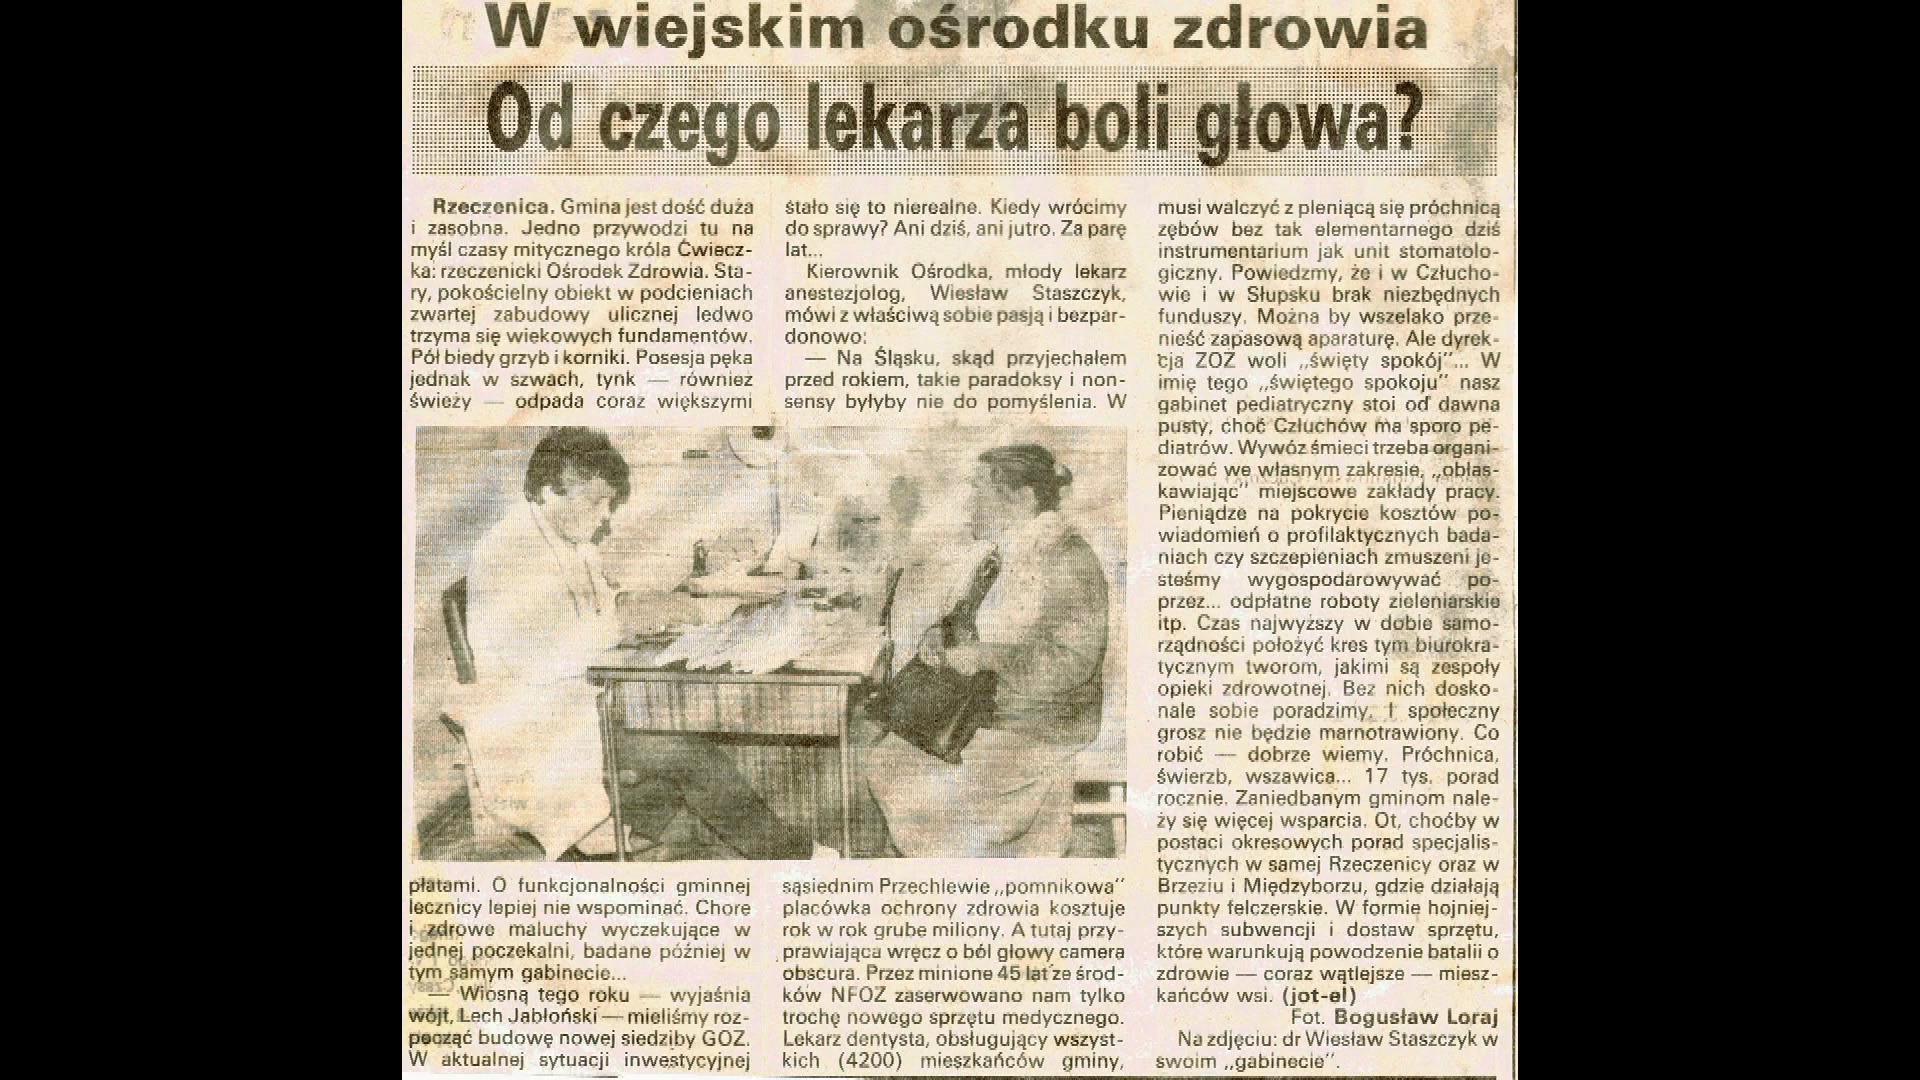 W wiejskim ośrodku zdrowia
Od czego lekarza boli głowa?
Rzeczenica. Gmina jest dość duża
i zasobna. Jedno przywodzi tu na
myśl czasy mitycznego króla Ćwiecz-
ka: rzeczenicki Ośrodek Zdrowia. Sta-
ry, pokościelny obiekt w podcieniach
zwartej zabudowy ulicznej ledwo
trzyma się wiekowych fundamentów.
Pół biedy grzyb i korniki. Posesja pęka
jednak w szwach, tynk — również
świeży — odpada coraz większymi
płatami. O funkcjonalności gminnej
lecznicy lepiej nie wspominać. Chore
i zdrowe maluchy wyczekujące w
jednej poczekalni, badane później w
tym samym gabinecie...
— Wiosną tego roku — wyjaśnia
wójt, Lech Jabłoński — mieliśmy roz-
począć budowę nowej siedziby GOZ.
W aktualnej sytuacji inwestycyjnej
stało się to nierealne. Kiedy wrócimy
do sprawy? Ani dziś, ani jutro. Za parę
lat...
Kierownik Ośrodka, młody lekarz
anestezjolog, Wiesław Staszczyk,
mówi z właściwą sobie pasją i bezpar-
donowo:
— Na Śląsku, skąd przyjechałem
przed rokiem, takie paradoksy i non-
sensy byłyby nie do pomyślenia. W
sąsiednim Przechlewie „pomnikowa"
placówka ochrony zdrowia kosztuje
rok w rok grube miliony. A tutaj przy-
prawiająca wręcz o ból głowy camera
obscura. Przez minione 45 lat ze środ-
ków NFOZ zaserwowano nam tylko
trochę nowego sprzętu medycznego.
Lekarz dentysta, obsługujący wszyst-
kich (4200) mieszkańców gminy,
musi walczyć z pleniącą się próchnicą
zębów bez tak elementarnego dziś
instrumentarium jak unit stomatolo-
giczny. Powiedzmy, że i w Człucho-
wie i w Słupsku brak niezbędnych
funduszy. Można by wszelako prze-
nieść zapasową aparaturę. Ale dyrek-
cja ZOZ woli „święty spokój"... W
imię tego „świętego spokoju" nasz
gabinet pediatryczny stoi od dawna
pusty, choć Człuchów ma sporo pe-
diatrów. Wywóz śmieci trzeba organi-
zować we własnym zakresie, „obłas-
kawiając" miejscowe zakłady pracy.
Pieniądze na pokrycie kosztów po-
wiadomień o profilaktycznych bada-
niach czy szczepieniach zmuszeni je-
steśmy wygospodarowywać po-
przez... odpłatne roboty zieleniarskie
itp. Czas najwyższy w dobie samo-
rządności położyć kres tym biurokra-
tycznym tworom, jakimi są zespoły
opieki zdrowotnej. Bez nich dosko-
nale sobie poradzimy. I społeczny
grosz nie będzie marnotrawiony. Co
robić — dobrze wiemy. Próchnica,
świerzb, wszawica... 17 tys. porad
rocznie. Zaniedbanym gminom nale-
ży się więcej wsparcia. Ot, choćby w
postaci okresowych porad specjalis-
tycznych w samej Rzeczenicy oraz w
Brzeziu i Międzyborzu, gdzie działają
punkty felczerskie. W formie hojniej-
szych subwencji i dostaw sprzętu,
które warunkują powodzenie batalii o
zdrowie — coraz wątlejsze — miesz-
kańców wsi. (jot-el)
Fot. Bogusław Loraj
Na zdjęciu: dr Wiesław Staszczyk w
swoim „gabinecie".